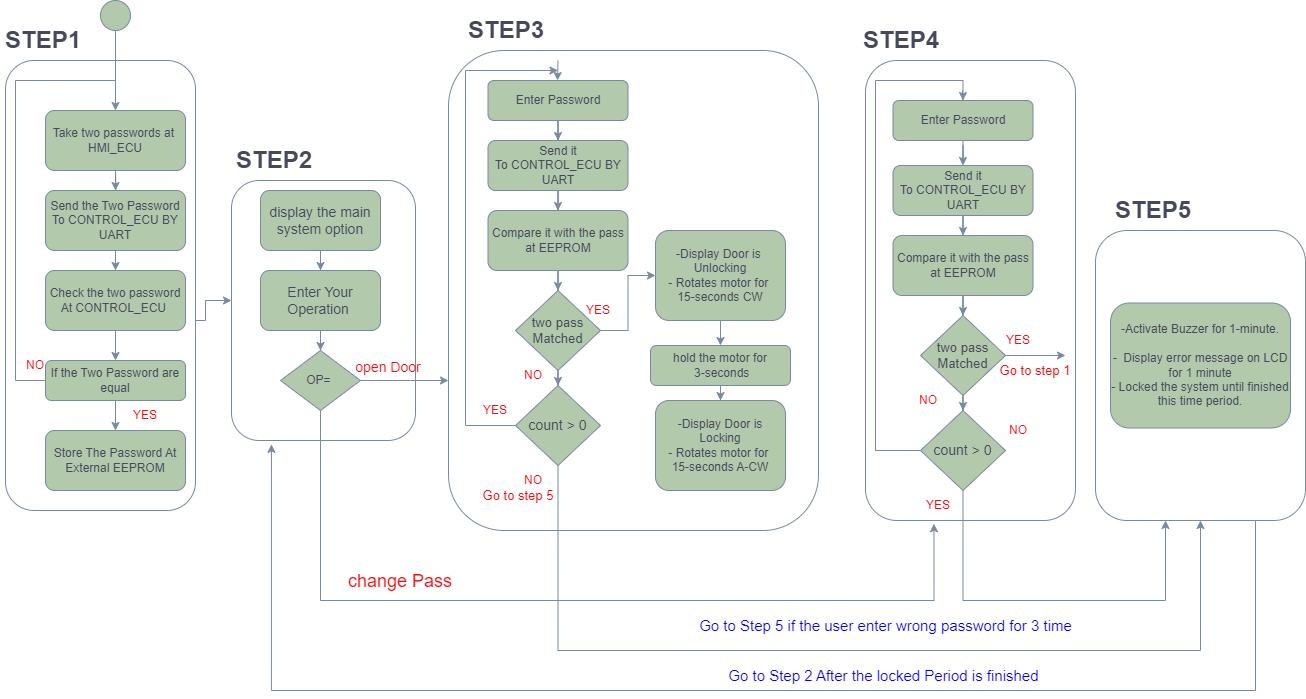 STEP1
Take two passwords at
HMI_ECU
Send the Two Password
To CONTROL_ECU BY
UART
Check the two password
At CONTROL_ECU
NO
If the Two Password are
equal
YES
Store The Password At
External EEPROM
STEP2
display the main
system option
Enter Your
Operation
OP=
open Door
change Pass
STEP3
Enter Password
Send it
To CONTROL_ECU BY
UART
Compare it with the pass
at EEPROM
two pass
Matched
YES
NO
YES
count > 0
NO
Go to step 5
-Display Door is
Unlocking
- Rotates motor for
15-seconds CW
hold the motor for
3-seconds
-Display Door is
Locking
- Rotates motor for
15-seconds A-CW
STEP4
Enter Password
Send it
To CONTROL_ECU BY
UART
Compare it with the pass
at EEPROM
two pass
Matched
YES
Go to step 1
NO
NO
count > 0
YES
STEP5
-Activate Buzzer for 1-minute.
- Display error message on LCD
for 1 minute
- Locked the system until finished
this time period.
Go to Step 5 if the user enter wrong password for 3 time
Go to Step 2 After the locked Period is finished